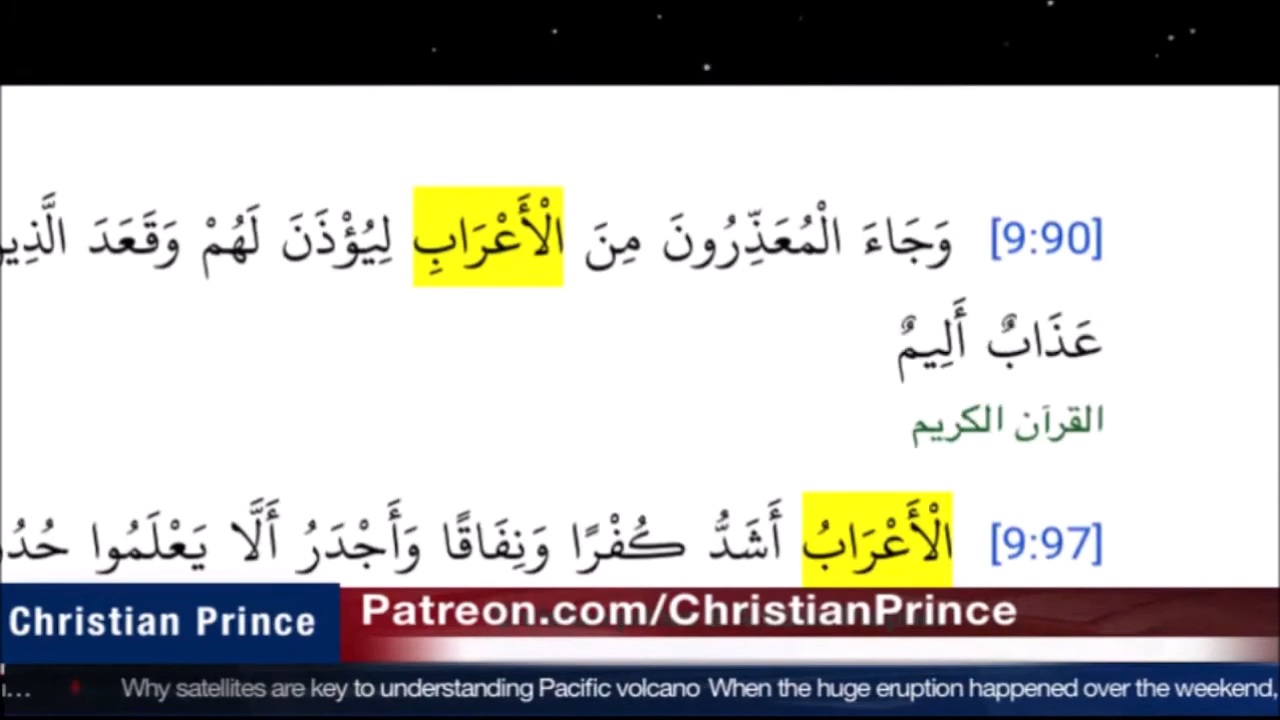 [9:90] وَجَاءَ الْمُعَذِّرُونَ مِنَ الْأَعْرَابِ لِيُؤْذَنَ لَهُمْ وَقَعَدَ
عَذَابٌ أَلِيمٌ
القرآن الكريم
[9:97] الْأَعْرَابُ أَشَدُّ كُفْرًا وَنِفَاقًا وَأَجْدَرُ أَلَّا يَعْلَمُوا
Christian Prince
Patreon.com/ChristianPrince
Why satellites are key to understanding Pacific volcano When the huge eruption happened over the weekend,